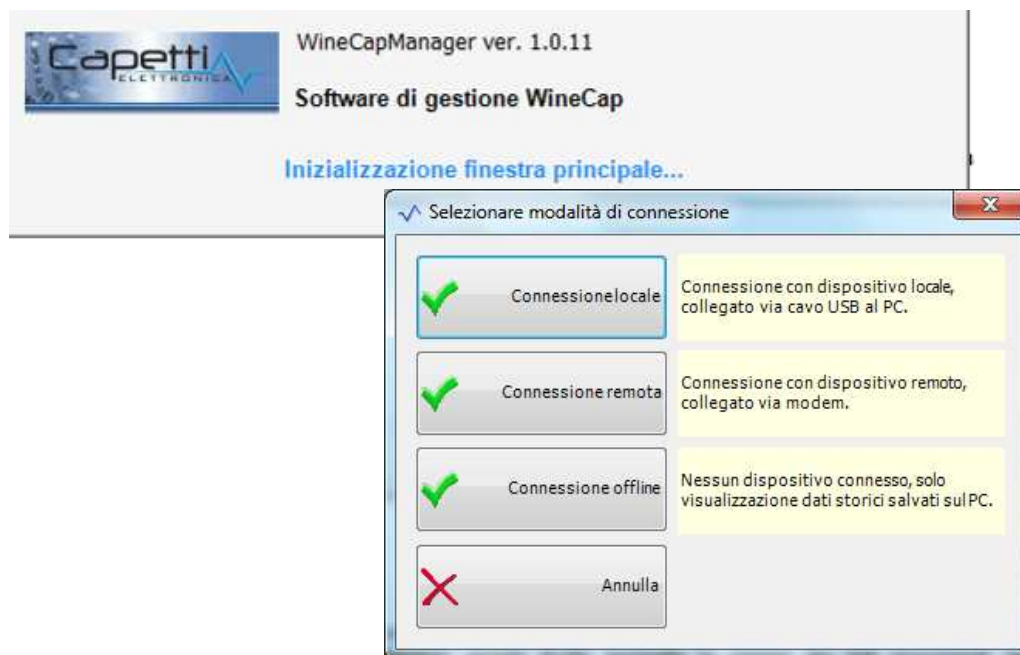 Capetti
ELETTRONICA
WineCapManager ver. 1.0.11
Software di gestione WineCap
Inizializzazione finestra principale...
Selezionare modalità di connessione
Connessionelocale
Connessione con dispositivo locale,
collegato via cavo USB al PC.
Connessione remota
Connessione con dispositivo remoto,
collegato via modem.
Connessione offline
Nessun dispositivo connesso, solo
visualizzazione dati storici salvati sul PC.
Annulla